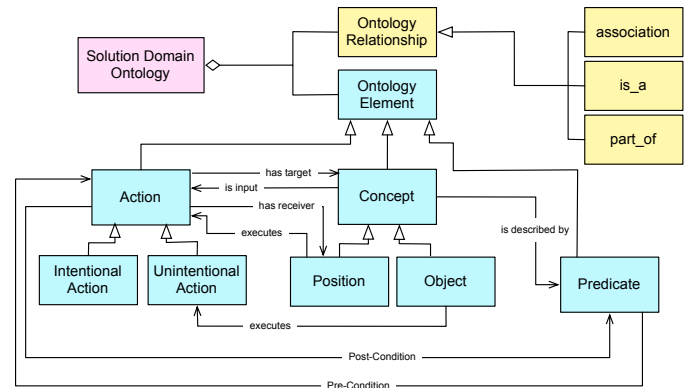 Ontology
Relationship
association
Solution Domain
Ontology
is_a
Ontology
Element
part_of
has target
Action
is input
Concept
has receiver
executes
is described by
Intentional
Action
Unintentional
Action
Position
Object
Predicate
executes
Post-Condition
Pre-Condition